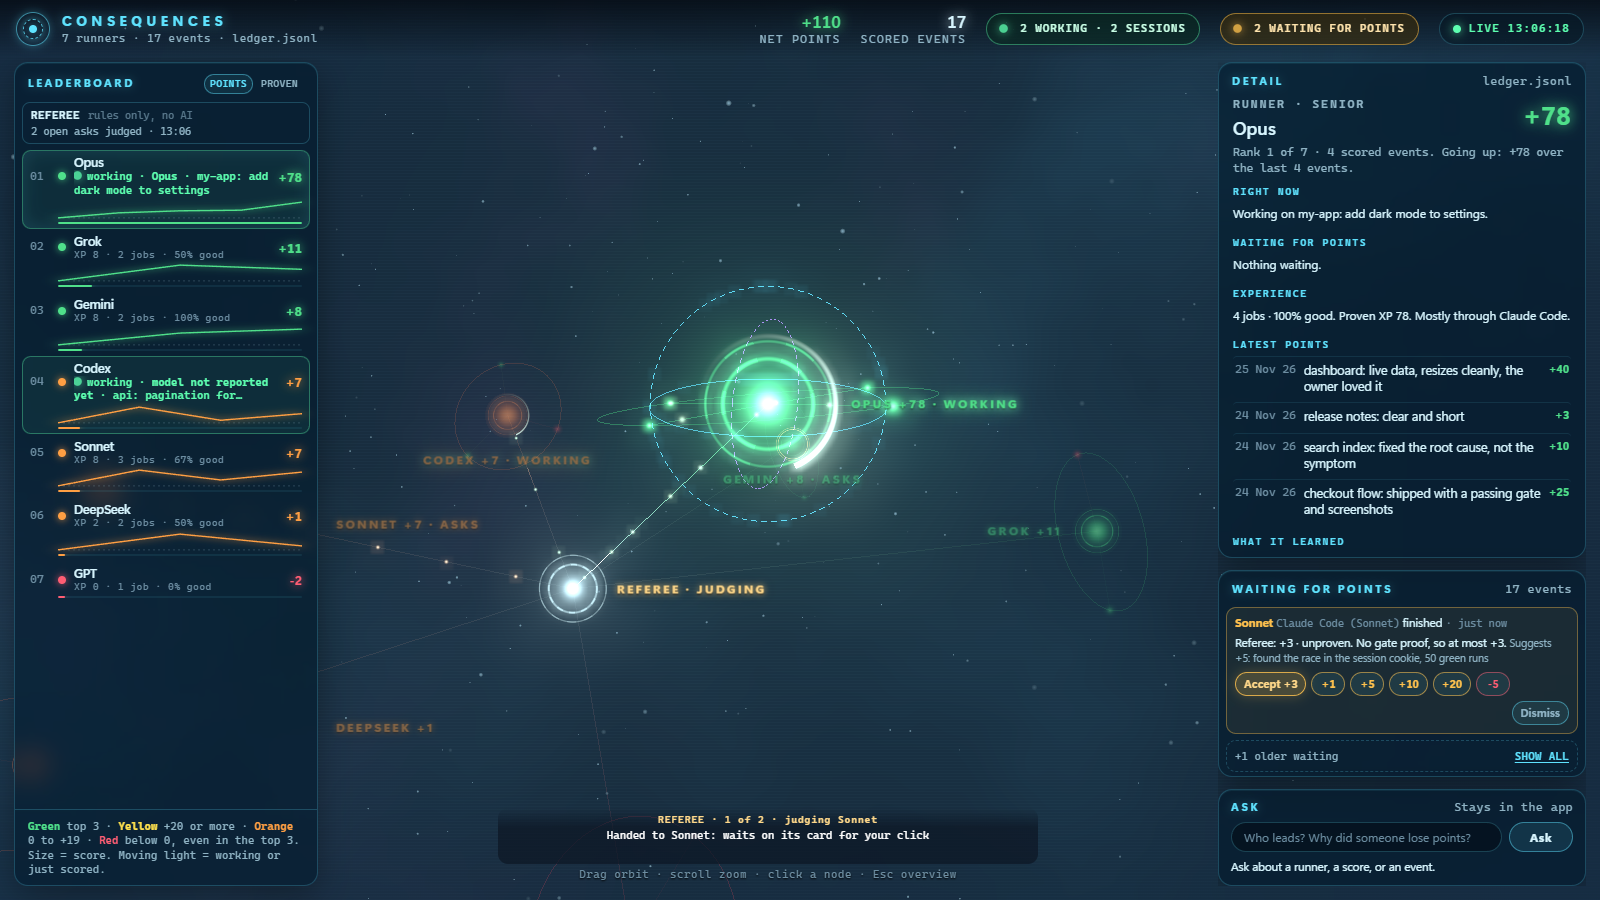 CONSEQUENCES
7 runners · 17 events · ledger.jsonl
+110
NET POINTS
17
SCORED EVENTS
2 WORKING · 2 SESSIONS
2 WAITING FOR POINTS
LIVE 13:06:18
LEADERBOARD
POINTS
PROVEN
REFEREE rules only, no AI
2 open asks judged · 13:06
01
Opus
working · Opus · my-app: add
dark mode to settings
+78
02
Grok
XP 8 · 2 jobs · 50% good
+11
03
Gemini
XP 8 · 2 jobs · 100% good
+8
04
Codex
working · model not reported
yet · api: pagination for…
+7
05
Sonnet
XP 8 · 3 jobs · 67% good
+7
06
DeepSeek
XP 2 · 2 jobs · 50% good
+1
07
GPT
XP 0 · 1 job · 0% good
-2
Green top 3 · Yellow +20 or more · Orange
0 to +19 · Red below 0, even in the top 3.
Size = score. Moving light = working or
just scored.
OPUS +78 · WORKING
CODEX +7 · WORKING
GEMINI +8 · ASKS
SONNET +7 · ASKS
GROK +11
REFEREE · JUDGING
DEEPSEEK +1
REFEREE · 1 of 2 · judging Sonnet
Handed to Sonnet: waits on its card for your click
Drag orbit · scroll zoom · click a node · Esc overview
DETAIL
ledger.jsonl
RUNNER · SENIOR
Opus
+78
Rank 1 of 7 · 4 scored events. Going up: +78 over
the last 4 events.
RIGHT NOW
Working on my-app: add dark mode to settings.
WAITING FOR POINTS
Nothing waiting.
EXPERIENCE
4 jobs · 100% good. Proven XP 78. Mostly through Claude Code.
LATEST POINTS
25 Nov 26 dashboard: live data, resizes cleanly, the +40
owner loved it
24 Nov 26 release notes: clear and short +3
24 Nov 26 search index: fixed the root cause, not the +10
symptom
24 Nov 26 checkout flow: shipped with a passing gate +25
and screenshots
WHAT IT LEARNED
WAITING FOR POINTS
17 events
Sonnet Claude Code (Sonnet) finished · just now
Referee: +3 · unproven. No gate proof, so at most +3. Suggests
+5: found the race in the session cookie, 50 green runs
Accept +3
+1
+5
+10
+20
-5
Dismiss
+1 older waiting
SHOW ALL
ASK
Stays in the app
Who leads? Why did someone lose points?
Ask
Ask about a runner, a score, or an event.